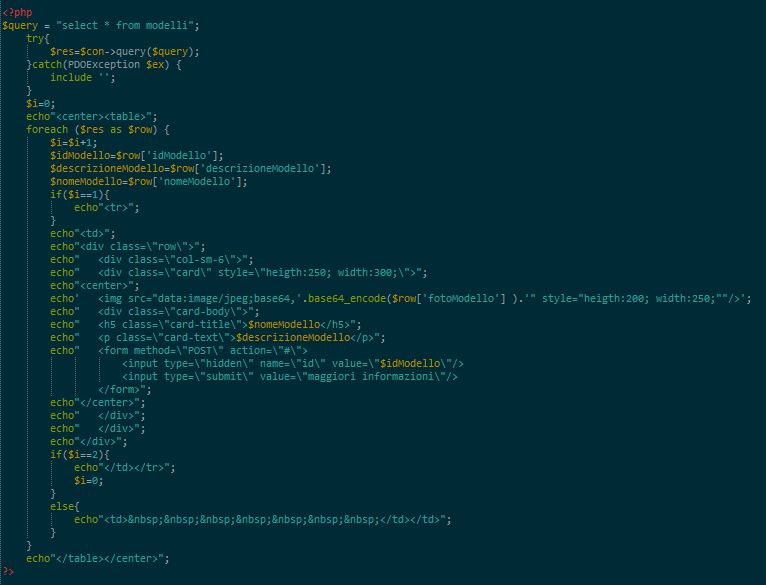 <?php
$query = "select * from modelli";
    try{
        $res=$con->query($query);
    }catch(PDOException $ex) {
        include '';
    }
    $i=0;
    echo"<center><table>";
    foreach ($res as $row) {
        $i=$i+1;
        $idModello=$row['idModello'];
        $descrizioneModello=$row['descrizioneModello'];
        $nomeModello=$row['nomeModello'];
        if($i==1){
            echo"<tr>";
        }
        echo"<td>";
        echo"<div class=\"row\">";
        echo"   <div class=\"col-sm-6\">";
        echo"   <div class=\"card\" style=\"heigth:250; width:300;\">";
        echo"<center>";
        echo'   <img src="data:image/jpeg;base64,'.base64_encode($row['fotoModello'] ).'" style="heigth:200; width:250;""/>';
        echo"   <div class=\"card-body\">";
        echo"   <h5 class=\"card-title\">$nomeModello</h5>";
        echo"   <p class=\"card-text\">$descrizioneModello</p>";
        echo"   <form method=\"POST\" action=\"#\">
                    <input type=\"hidden\" name=\"id\" value=\"$idModello\"/>
                    <input type=\"submit\" value=\"maggiori informazioni\"/>
                </form>";
        echo"</center>";
        echo"   </div>";
        echo"   </div>";
        echo"</div>";
        if($i==2){
            echo"</td></tr>";
            $i=0;
        }
        else{
            echo"<td>&nbsp;&nbsp;&nbsp;&nbsp;&nbsp;&nbsp;&nbsp;</td></td>";
        }
    }
    echo"</table></center>";
?>